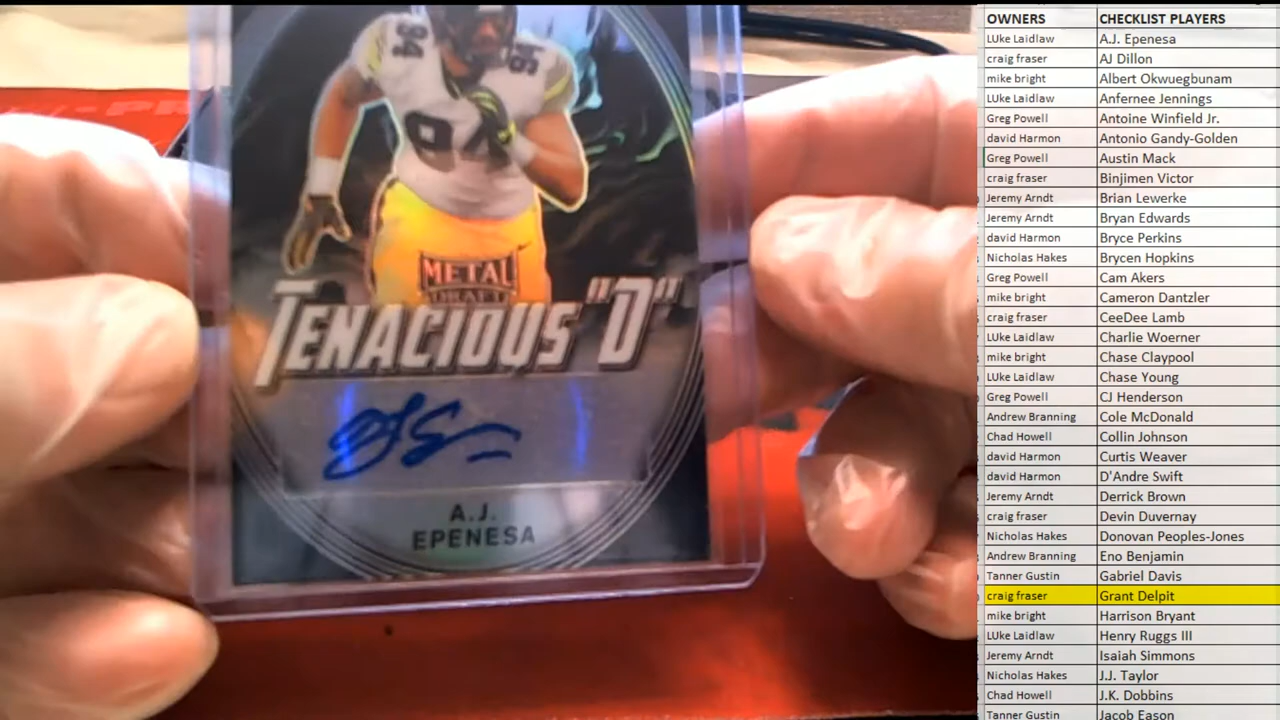 94
METAL
DRAFT
TENACIOUS "D"
A.J.
EPENESA
OWNERS CHECKLIST PLAYERS
LUke Laidlaw A.J. Epenesa
craig fraser AJ Dillon
mike bright Albert Okwuegbunam
LUke Laidlaw Anfernee Jennings
Greg Powell Antoine Winfield Jr.
david Harmon Antonio Gandy-Golden
Greg Powell Austin Mack
craig fraser Binjimen Victor
Jeremy Arndt Brian Lewerke
Jeremy Arndt Bryan Edwards
david Harmon Bryce Perkins
Nicholas Hakes Brycen Hopkins
Greg Powell Cam Akers
mike bright Cameron Dantzler
craig fraser CeeDee Lamb
LUke Laidlaw Charlie Woerner
mike bright Chase Claypool
LUke Laidlaw Chase Young
Greg Powell CJ Henderson
Andrew Branning Cole McDonald
Chad Howell Collin Johnson
david Harmon Curtis Weaver
david Harmon D'Andre Swift
Jeremy Arndt Derrick Brown
craig fraser Devin Duvernay
Nicholas Hakes Donovan Peoples-Jones
Andrew Branning Eno Benjamin
Tanner Gustin Gabriel Davis
craig fraser Grant Delpit
mike bright Harrison Bryant
LUke Laidlaw Henry Ruggs III
Jeremy Arndt Isaiah Simmons
Nicholas Hakes J.J. Taylor
Chad Howell J.K. Dobbins
Tanner Gustin Jacob Eason